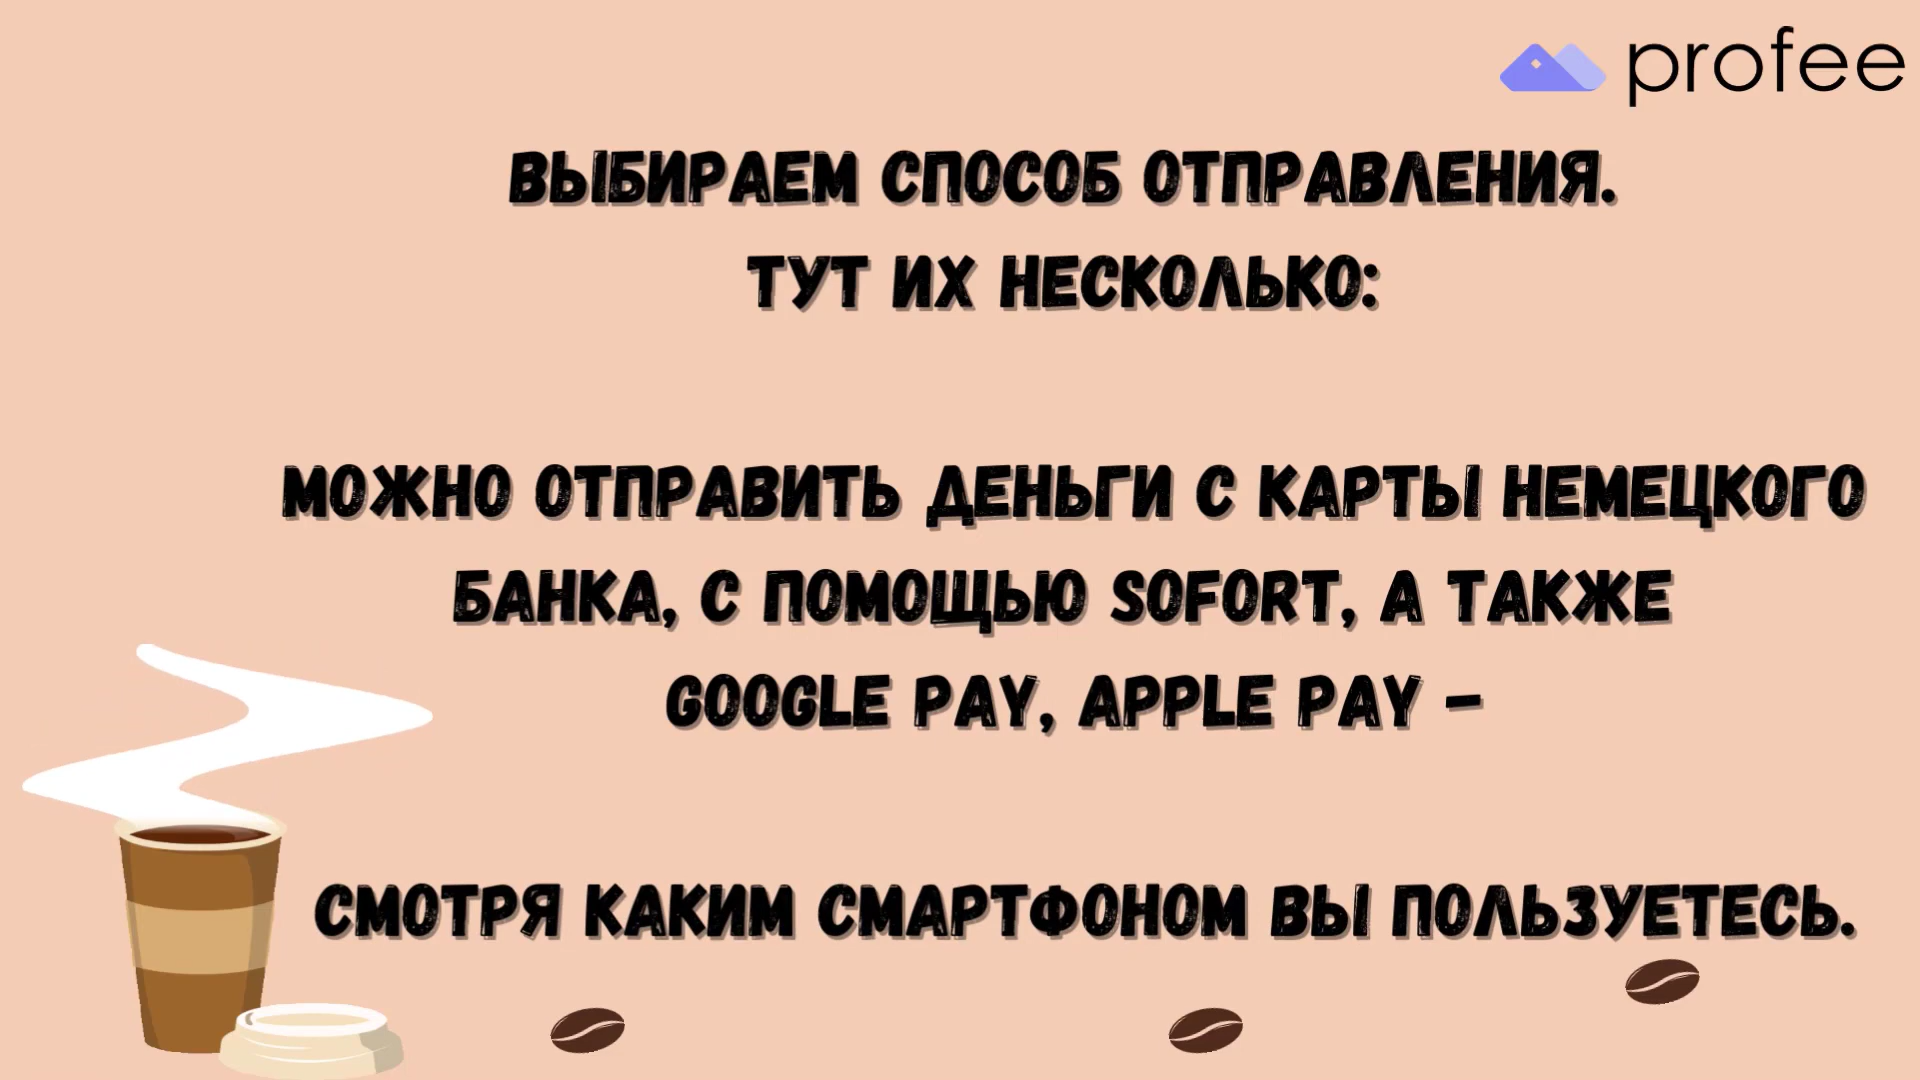 profee
ВЫБИРАЕМ СПОСОБ ОТПРАВЛЕНИЯ.
ТУТ ИХ НЕСКОЛЬКО:
МОЖНО ОТПРАВИТЬ ДЕНЬГИ С КАРТЫ НЕМЕЦКОГО
БАНКА, С ПОМОЩЬЮ SOFORT, А ТАКЖЕ
GOOGLE PAY, APPLE PAY –
СМОТРЯ КАКИМ СМАРТФОНОМ ВЫ ПОЛЬЗУЕТЕСЬ.